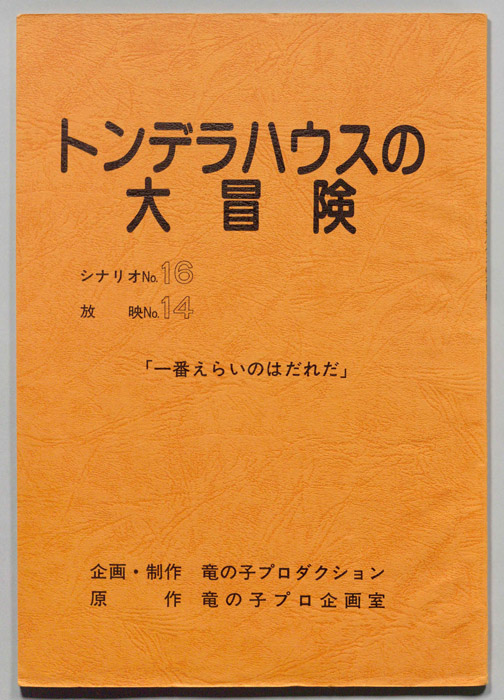 トンデラハウスの
大冒険
シナリオNo.16
放 映No.14
「一番えらいのはだれだ」
企画・制作 竜の子プロダクション
原 作 竜の子プロ企画室